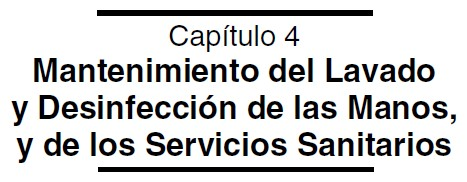 Capítulo 4
Mantenimiento del Lavado
y Desinfección de las Manos,
y de los Servicios Sanitarios